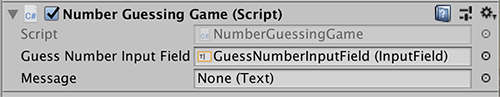 Number Guessing Game (Script)
Script NumberGuessingGame
Guess Number Input Field GuessNumberInputField (InputField)
Message None (Text)